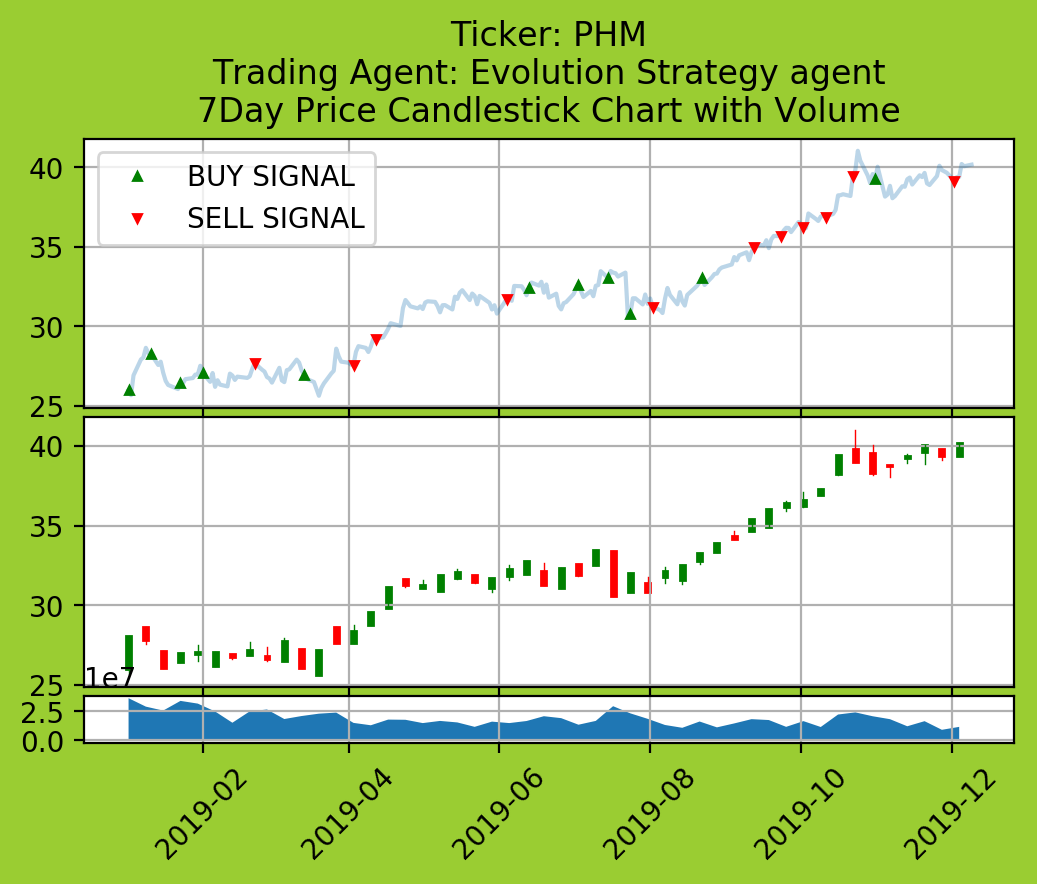 Ticker: PHM
Trading Agent: Evolution Strategy agent
7Day Price Candlestick Chart with Volume
BUY SIGNAL
SELL SIGNAL
40
35
30
25
40
35
30
25
1e7
2.5
0.0
2019-02
2019-04
2019-06
2019-08
2019-10
2019-12